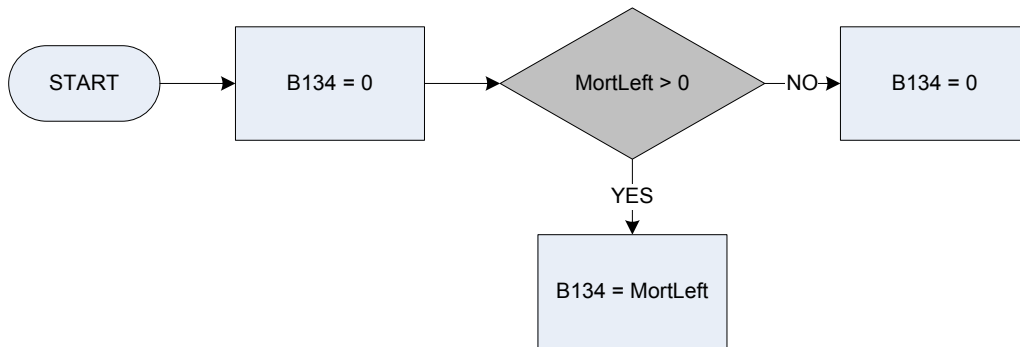 START
B134 = 0
MortLeft > 0
NO
B134 = 0
YES
B134 = MortLeft